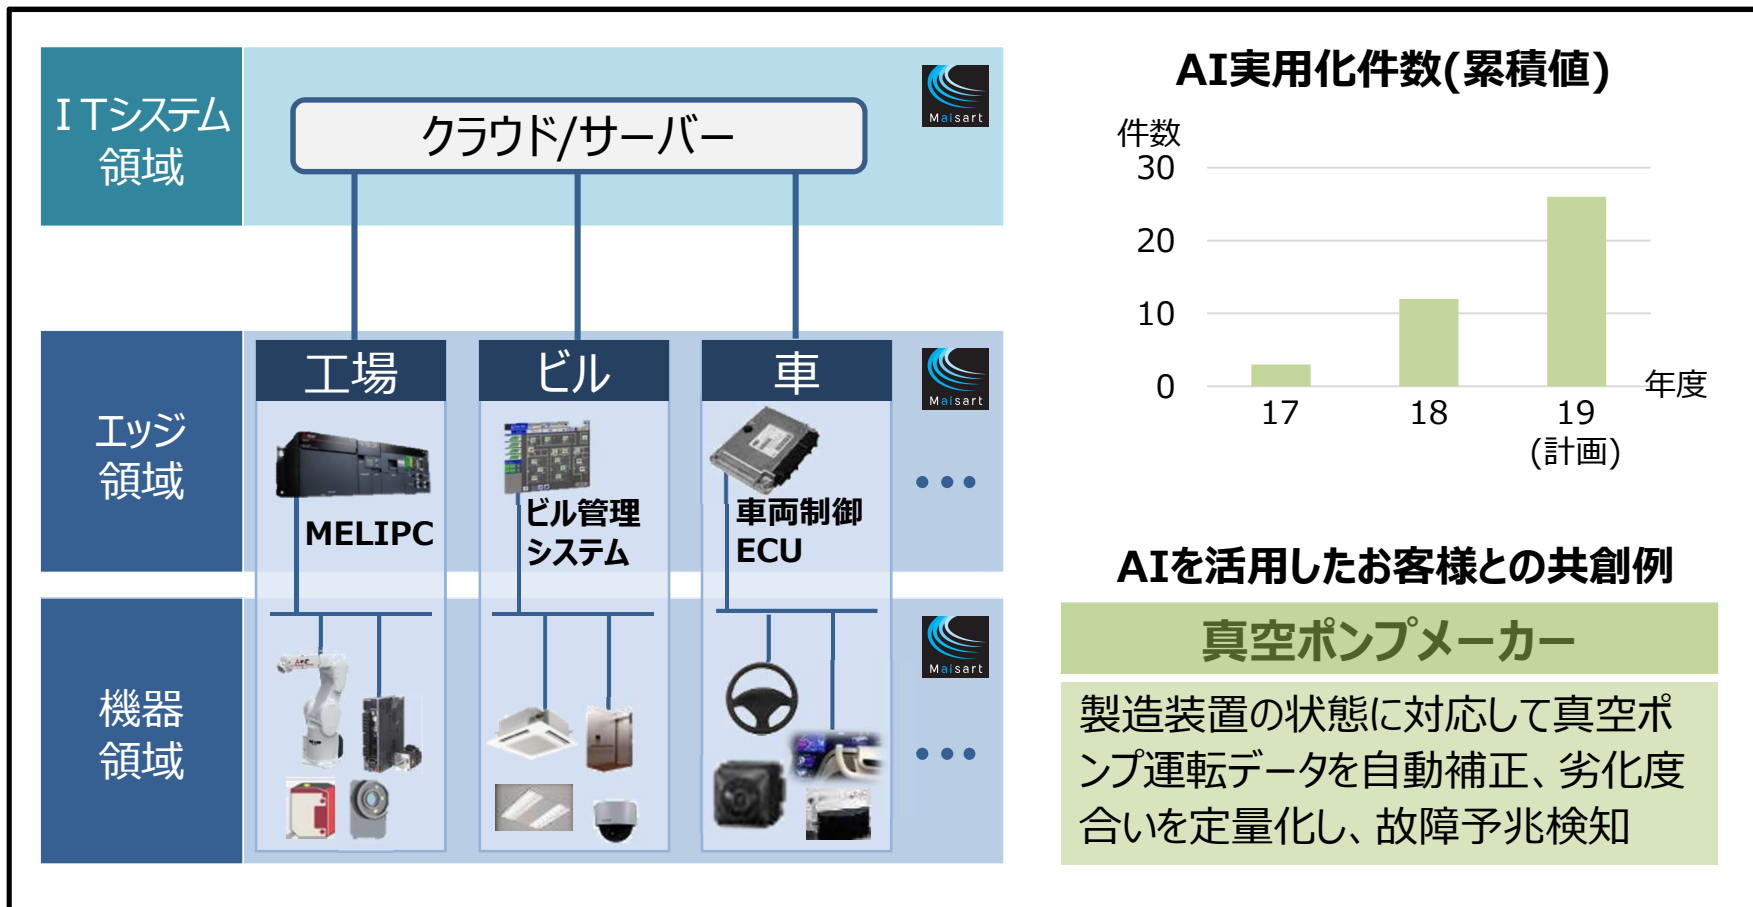 ＩＴシステム
領域
クラウド/サーバー
Maisart
エッジ
領域
工場
ビル
車
Maisart
MELIPC
ビル管理
システム
車両制御
ECU
•••
機器
領域
Maisart
•••
AI実用化件数(累積値)
件数
30
20
10
0
17
18
19
(計画)
年度
AIを活用したお客様との共創例
真空ポンプメーカー
製造装置の状態に対応して真空ポ
ンプ運転データを自動補正、劣化度
合いを定量化し、故障予兆検知